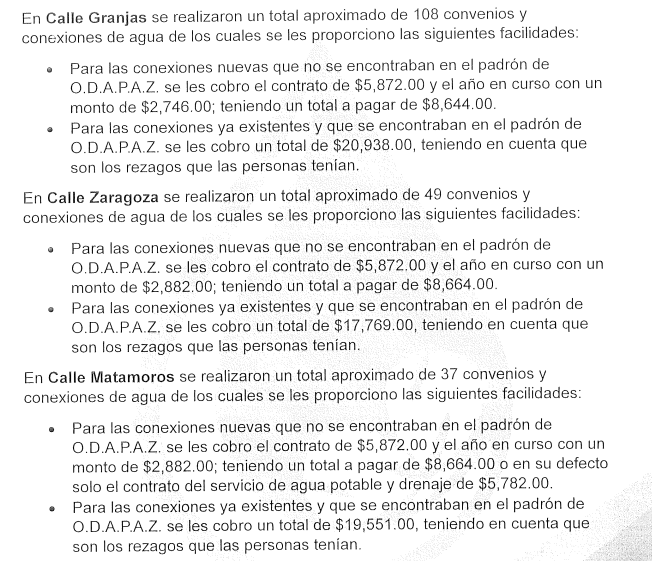 En Calle Granjas se realizaron un total aproximado de 108 convenios y
conexiones de agua de los cuales se les proporciono las siguientes facilidades:
• Para las conexiones nuevas que no se encontraban en el padrón de
O.D.A.P.A.Z. se les cobro el contrato de $5,872.00 y el año en curso con un
monto de $2,746.00; teniendo un total a pagar de $8,644.00.
• Para las conexiones ya existentes y que se encontraban en el padrón de
O.D.A.P.A.Z. se les cobro un total de $20,938.00, teniendo en cuenta que
son los rezagos que las personas tenían.
En Calle Zaragoza se realizaron un total aproximado de 49 convenios y
conexiones de agua de los cuales se les proporciono las siguientes facilidades:
• Para las conexiones nuevas que no se encontraban en el padrón de
O.D.A.P.A.Z. se les cobro el contrato de $5,872.00 y el año en curso con un
monto de $2,882.00; teniendo un total a pagar de $8,664.00.
• Para las conexiones ya existentes y que se encontraban en el padrón de
O.D.A.P.A.Z. se les cobro un total de $17,769.00, teniendo en cuenta que
son los rezagos que las personas tenían.
En Calle Matamoros se realizaron un total aproximado de 37 convenios y
conexiones de agua de los cuales se les proporciono las siguientes facilidades:
• Para las conexiones nuevas que no se encontraban en el padrón de
O.D.A.P.A.Z. se les cobro el contrato de $5,872.00 y el año en curso con un
monto de $2,882.00; teniendo un total a pagar de $8,664.00 o en su defecto
solo el contrato del servicio de agua potable y drenaje de $5,782.00.
• Para las conexiones ya existentes y que se encontraban en el padrón de
O.D.A.P.A.Z. se les cobro un total de $19,551.00, teniendo en cuenta que
son los rezagos que las personas tenían.